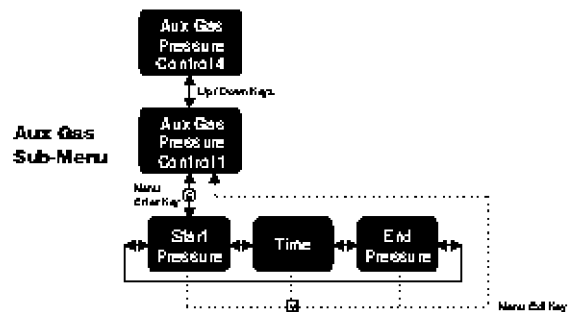 Aux Gas
Pressure
Control 4
Up/Down Keys
Aux Gas
Sub-Menu
Aux Gas
Pressure
Control 1
Menu
Enter Key
Start
Pressure
Time
End
Pressure
Menu Exit Key